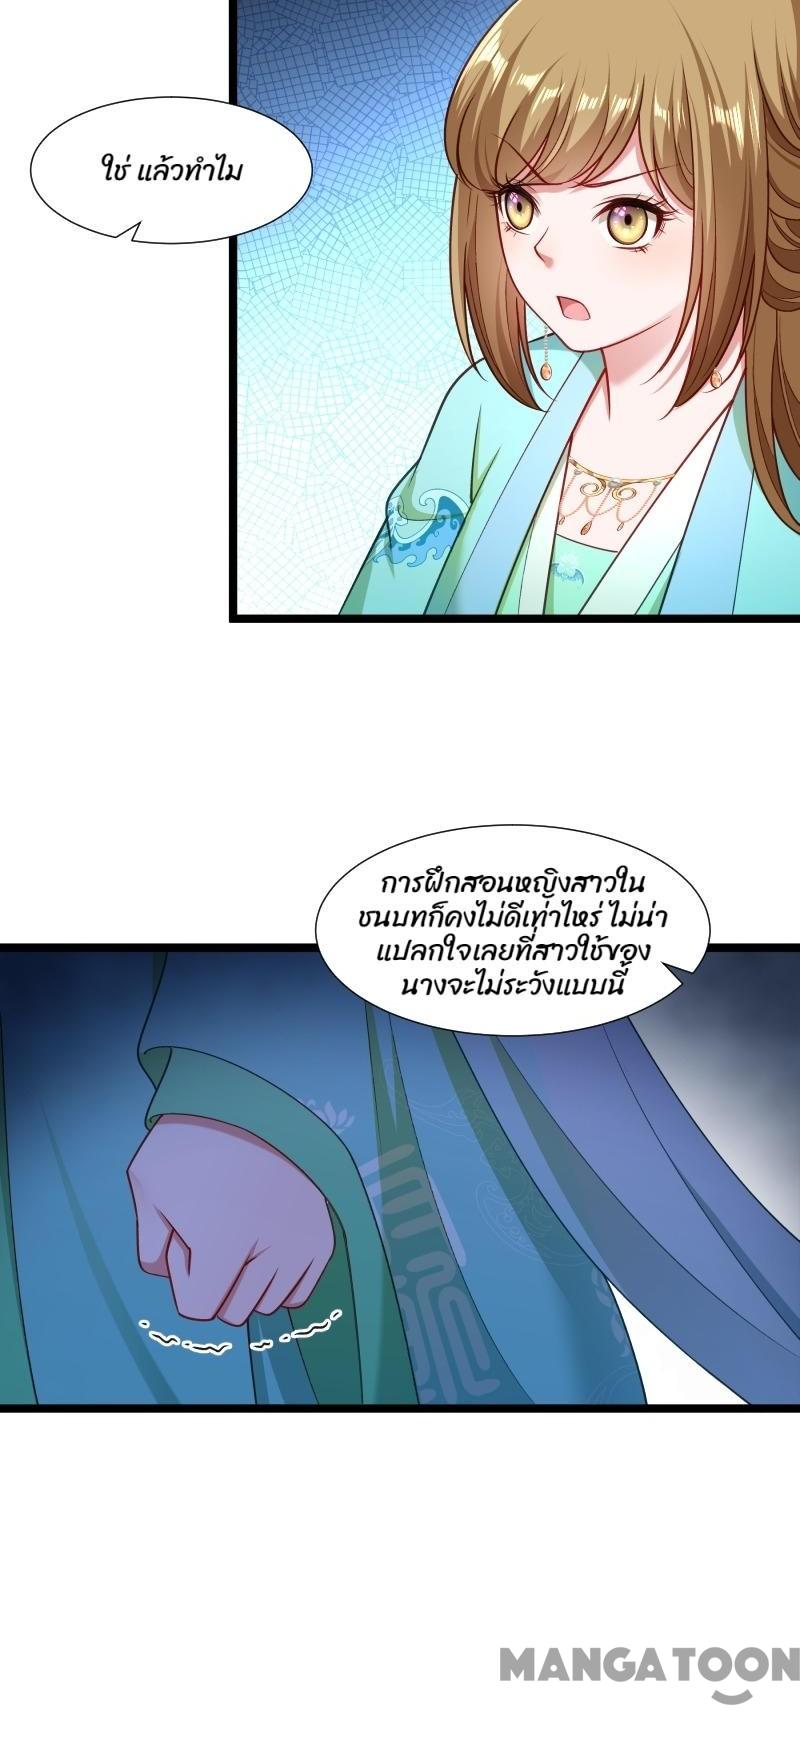 ใช่ แล้วทำไม
การฝึกสอนหญิงสาวใน
ชนบทก็คงไม่ดีเท่าไหร่ ไม่น่า
แปลกใจเลยที่สาวใช้ของ
นางจะไม่ระวังแบบนี้
MANGATOON